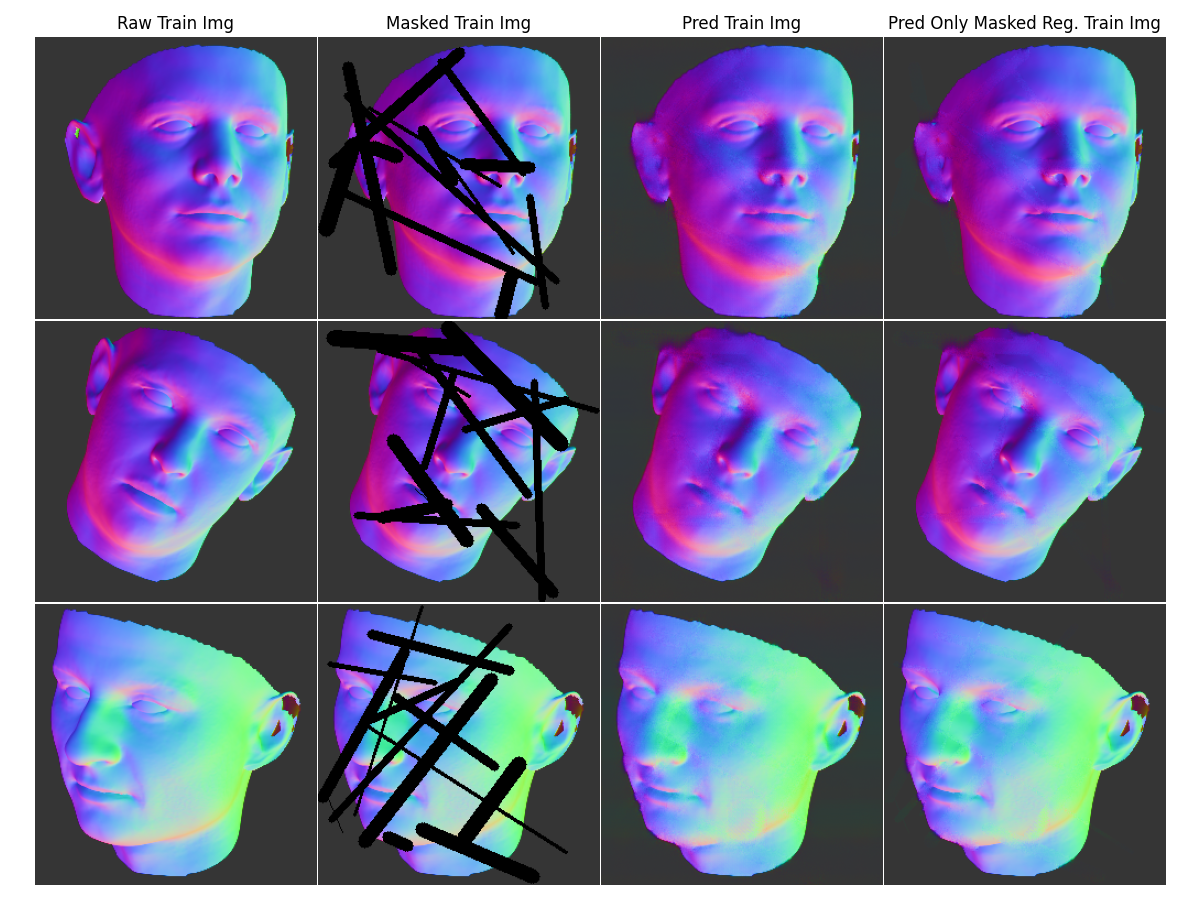 Raw Train Img
Masked Train Img
Pred Train Img
Pred Only Masked Reg. Train Img